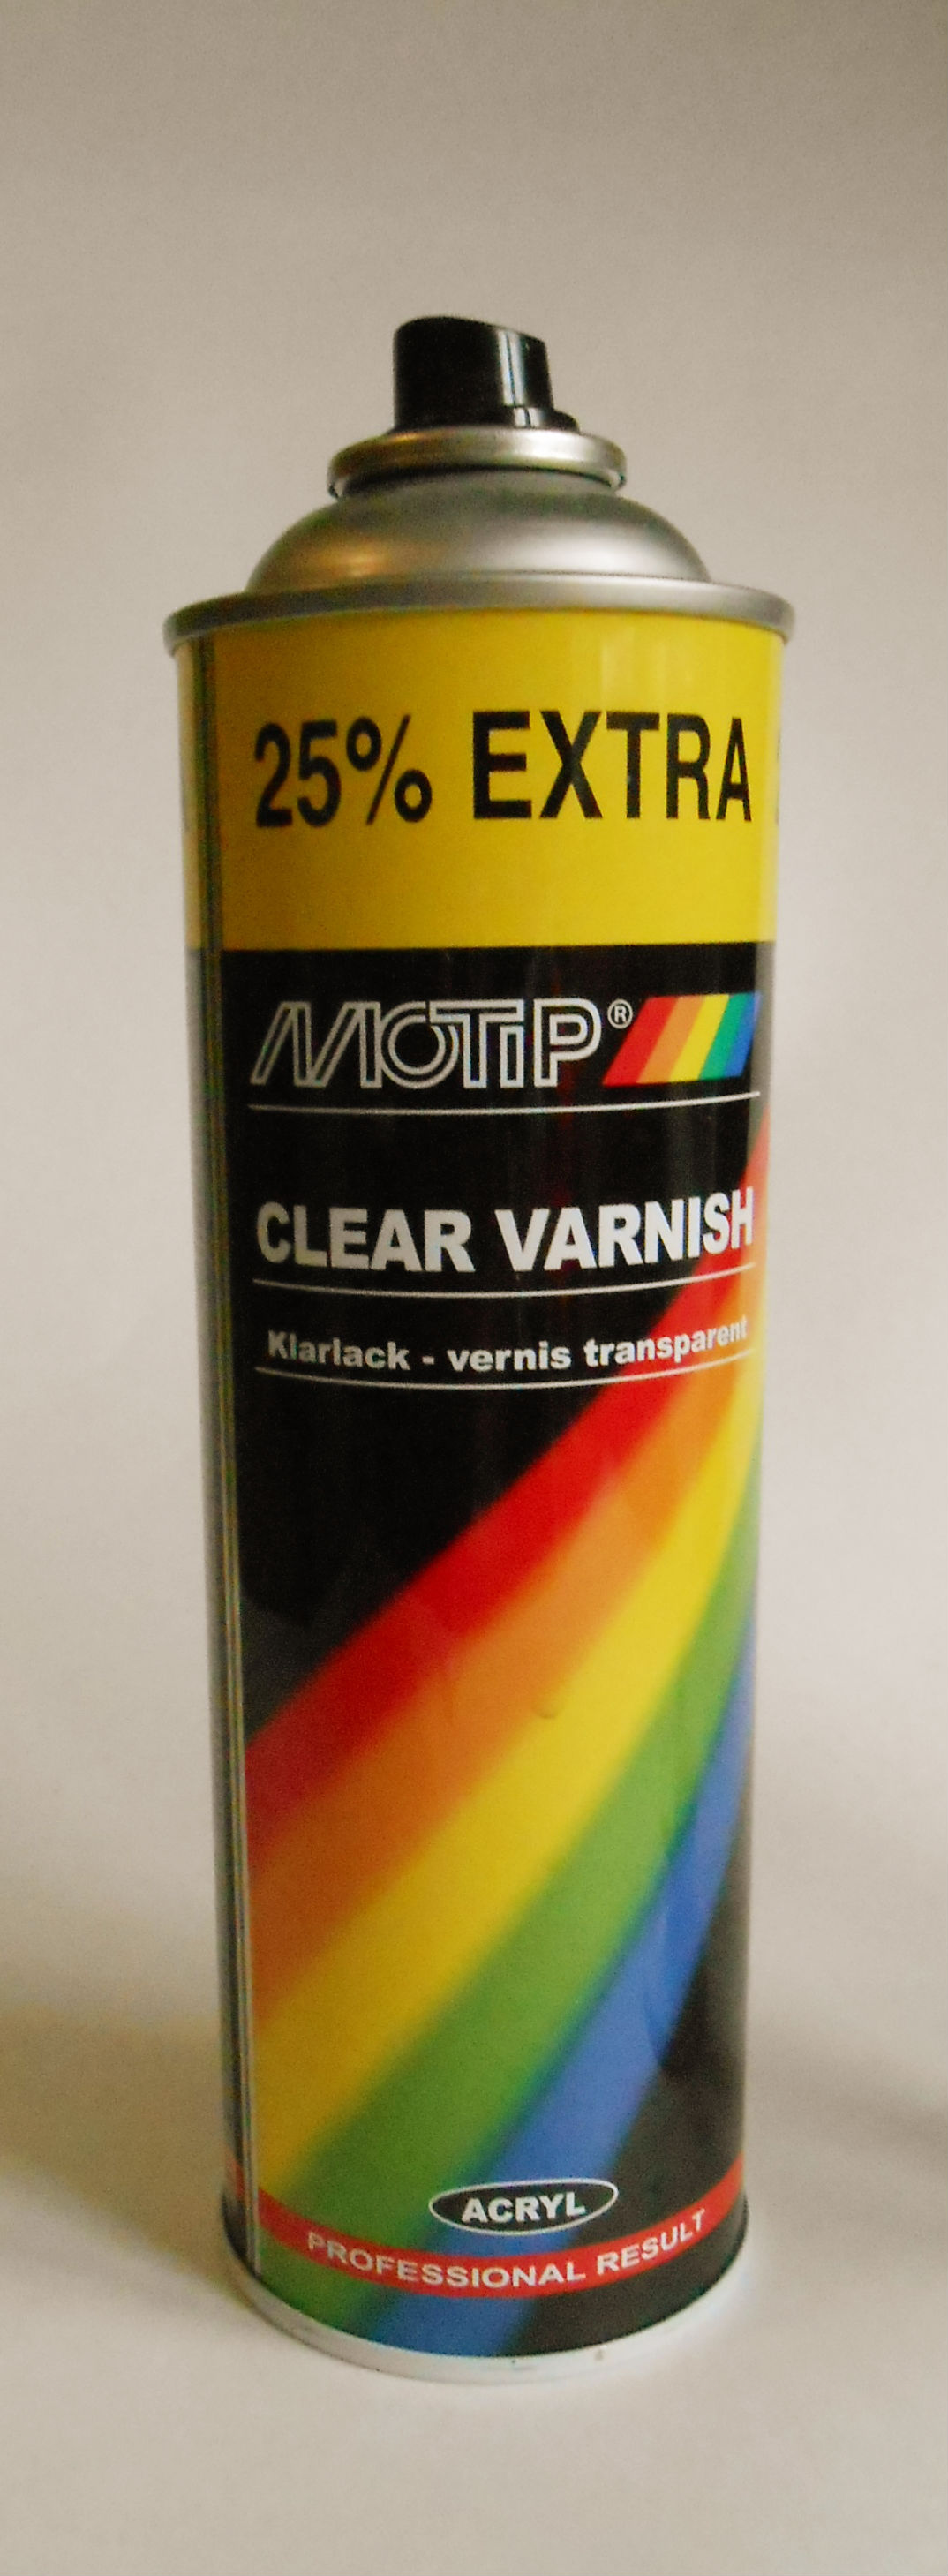 25% EXTRA
MOTIP®
CLEAR VARNISH
Klarlack - vernis transparent
ACRYL
PROFESSIONAL RESULT